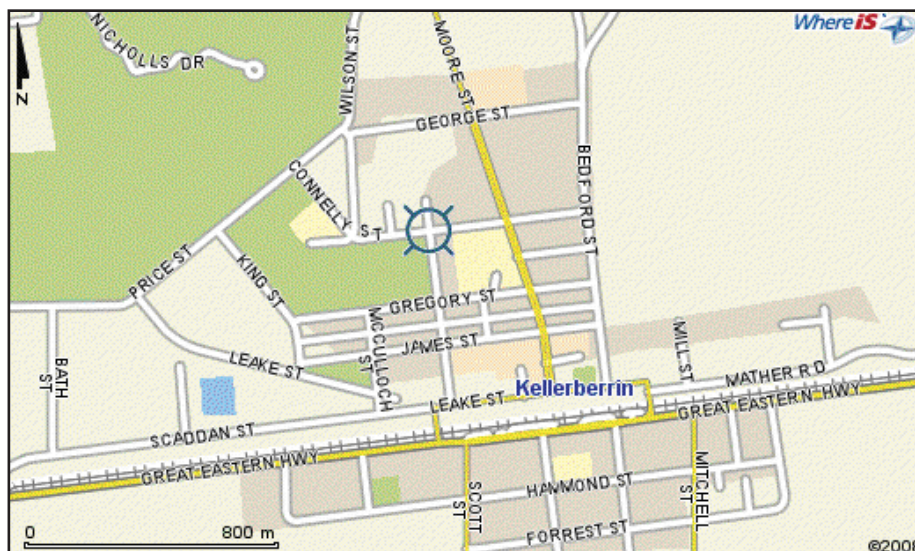 WhereiS
NICHOLLS DR
WILSON ST
MOORE ST
GEORGE ST
CONNELLY ST
BEDFORD ST
PRICE ST
KING ST
GREGORY ST
MCCULLOCH ST
JAMES ST
MILL ST
BATH ST
LEAKE ST
Kellerberrin
MATHER RD
LEAKE ST
GREAT EASTERN HWY
SCADDAN ST
GREAT EASTERN HWY
SCOTT ST
HAMMOND ST
MITCHELL ST
FORREST ST
N
0 800 m
©2008